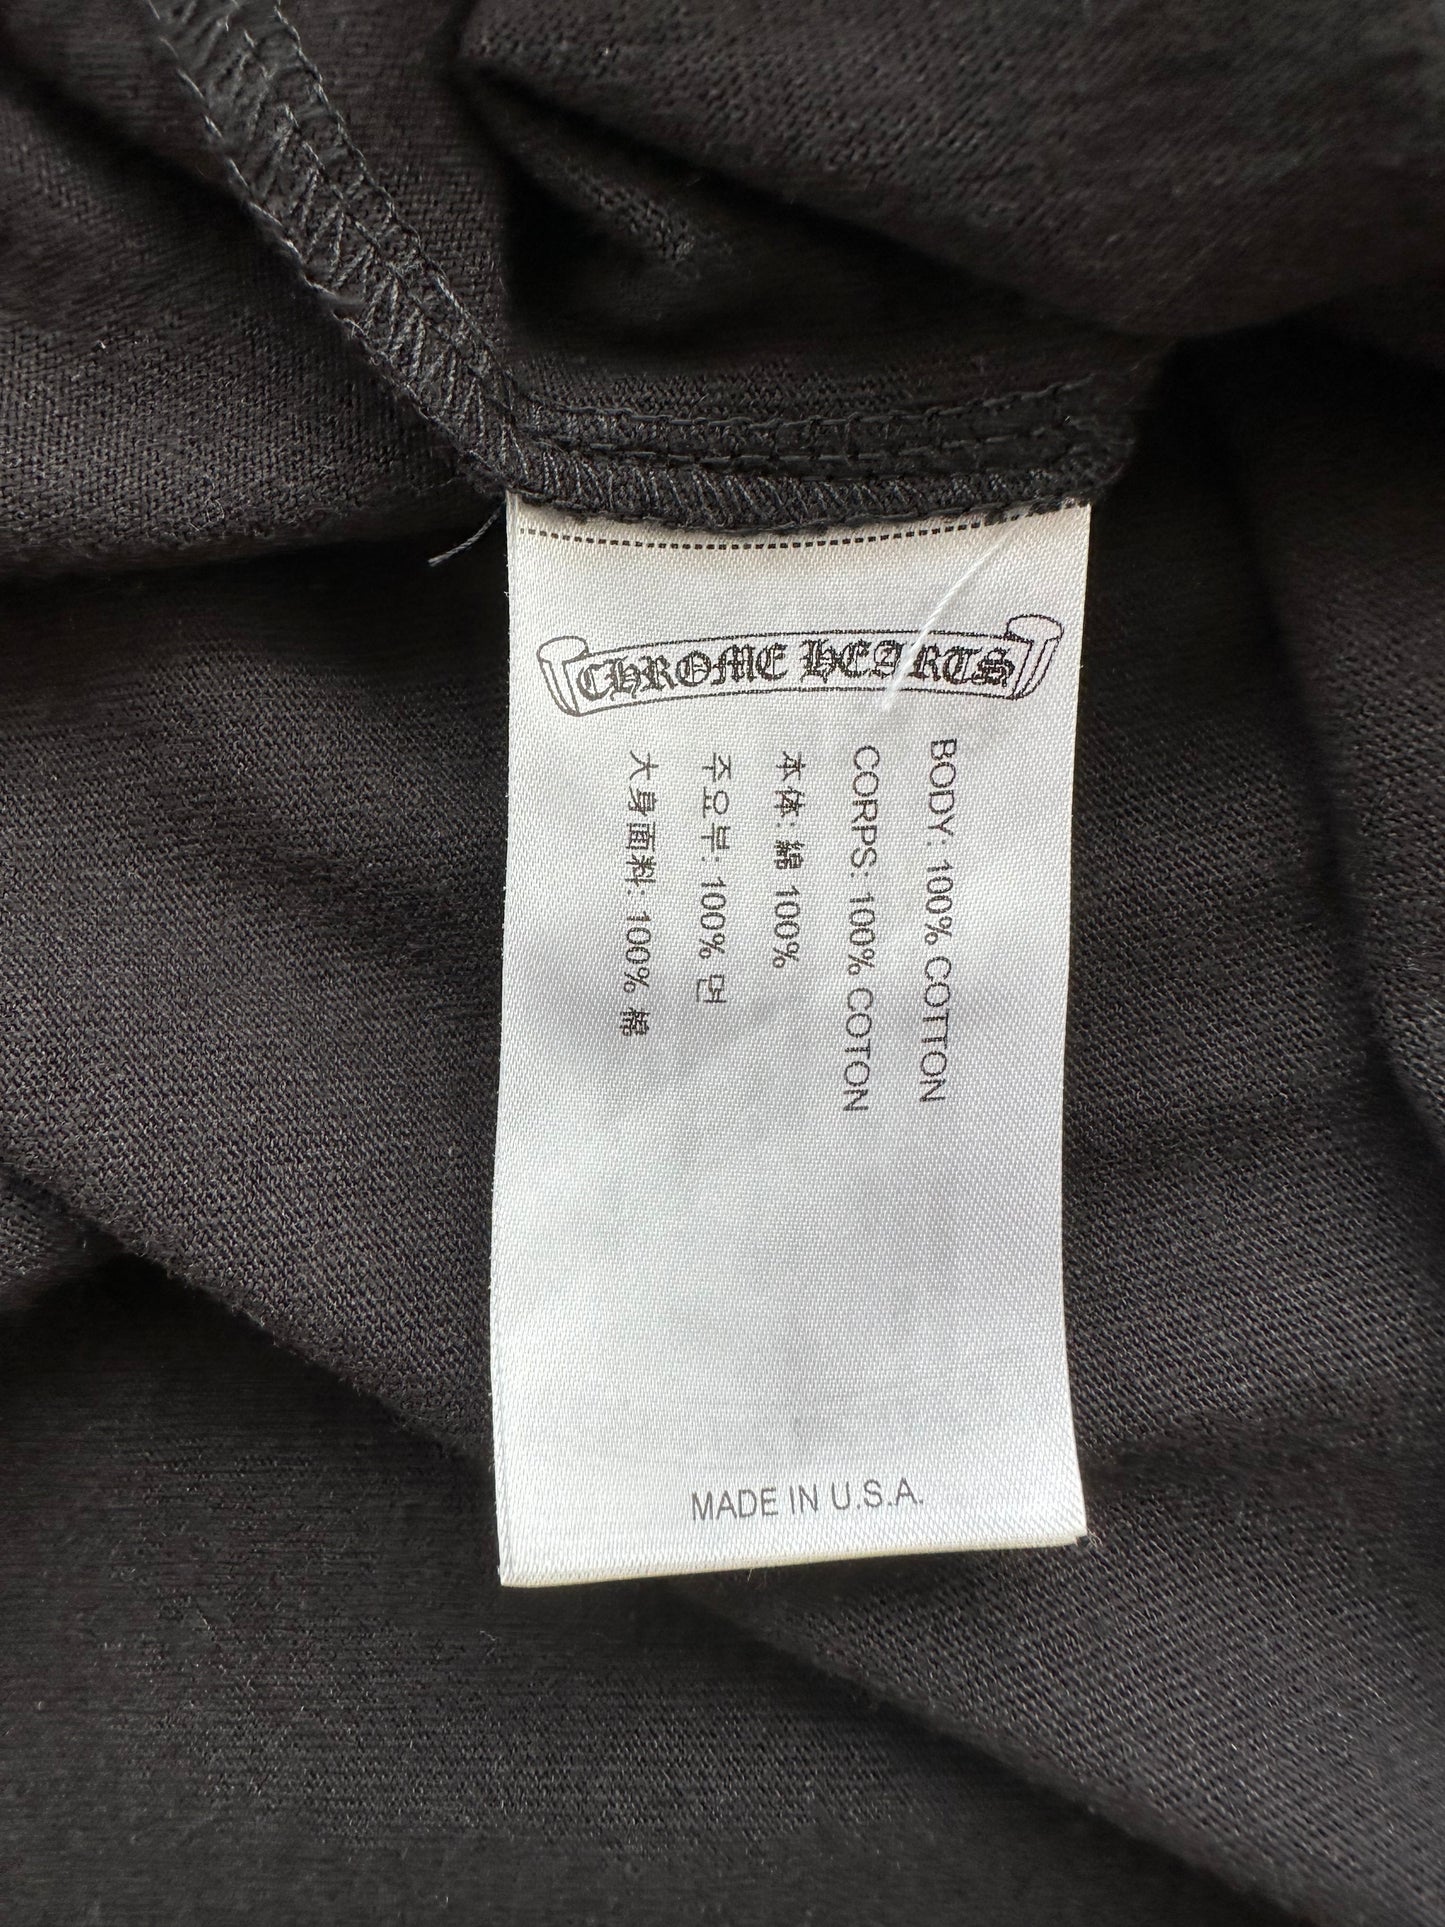 CHROME HEARTS
BODY: 100% COTTON
CORPS: 100% COTON
本体: 綿 100%
주요부: 100% 면
大身面料: 100% 棉
MADE IN U.S.A.